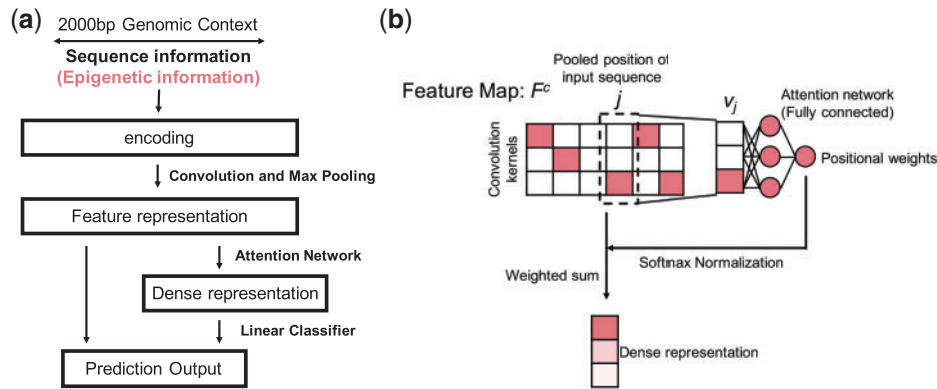 (a)
2000bp Genomic Context
Sequence information
(Epigenetic information)
encoding
Convolution and Max Pooling
Feature representation
Attention Network
Dense representation
Linear Classifier
Prediction Output
(b)
Pooled position of
input sequence
j
Feature Map: Fᶜ
Convolution
kernels
vⱼ
Attention network
(Fully connected)
Positional weights
Softmax Normalization
Weighted sum
Dense representation